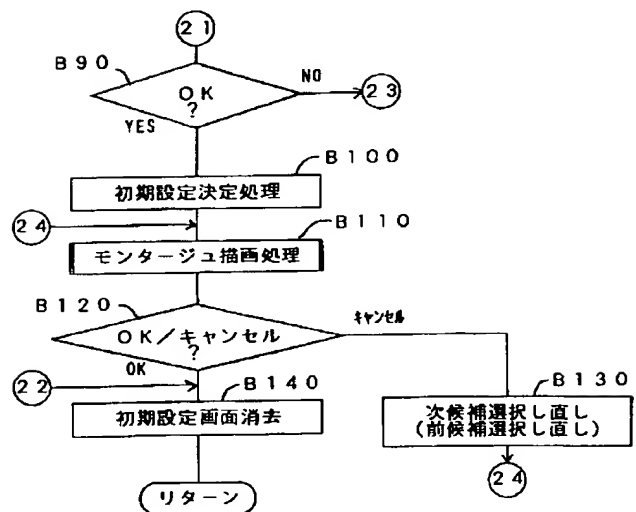 21
B90
OK
?
NO
23
YES
B100
初期設定決定処理
24
B110
モンタージュ描画処理
B120
OK/キャンセル
?
キャンセル
OK
22
B140
初期設定画面消去
B130
次候補選択し直し
(前候補選択し直し)
24
リターン